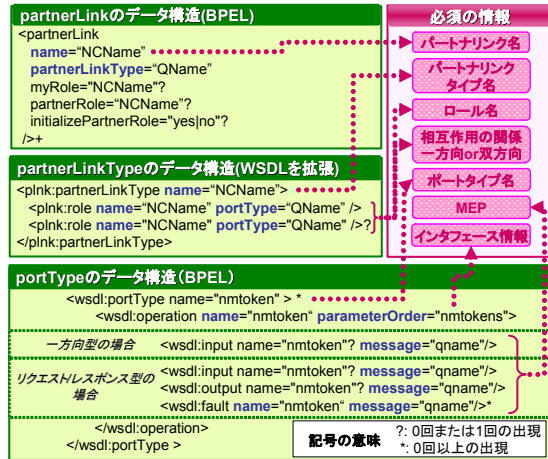 partnerLinkのデータ構造(BPEL)
<partnerLink
name=“NCName”
partnerLinkType=“QName”
myRole="NCName"?
partnerRole=“NCName”?
initializePartnerRole="yes|no"?
/>+
partnerLinkTypeのデータ構造(WSDLを拡張)
<plnk:partnerLinkType name=“NCName”>
<plnk:role name=“NCName” portType=“QName” />
<plnk:role name="NCName" portType=“QName” />?
</plnk:partnerLinkType>
必須の情報
パートナリンク名
パートナリンク
タイプ名
ロール名
相互作用の関係
一方向or双方向
ポートタイプ名
MEP
インタフェース情報
portTypeのデータ構造（BPEL）
<wsdl:portType name="nmtoken" > *
<wsdl:operation name="nmtoken“ parameterOrder="nmtokens">
一方向型の場合 <wsdl:input name="nmtoken"? message="qname"/>
リクエスト/レスポンス型の
場合
<wsdl:input name="nmtoken"? message="qname"/>
<wsdl:output name="nmtoken"? message="qname"/>
<wsdl:fault name="nmtoken“ message="qname"/>*
</wsdl:operation>
</wsdl:portType >
記号の意味
?: 0回または1回の出現
*: 0回以上の出現